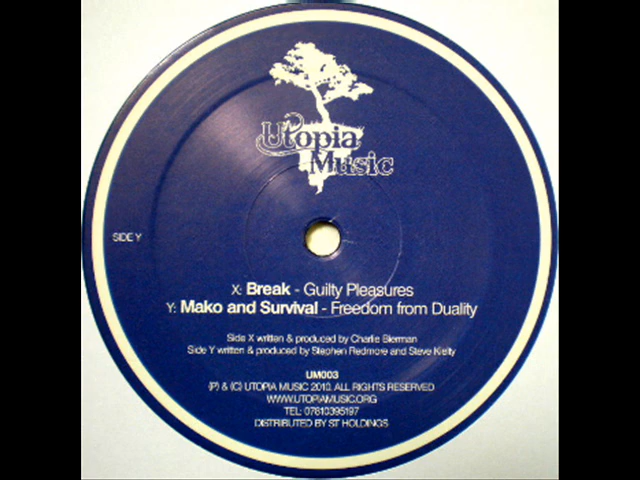 Utopia
Music
SIDE Y
X: Break - Guilty Pleasures
Y: Mako and Survival - Freedom from Duality
Side X written & produced by Charlie Bierman
Side Y written & produced by Stephen Redmore and Steve Kielty
UM003
(P) & (C) UTOPIA MUSIC 2010. ALL RIGHTS RESERVED
WWW.UTOPIAMUSIC.ORG
TEL: 07810395197
DISTRIBUTED BY ST HOLDINGS